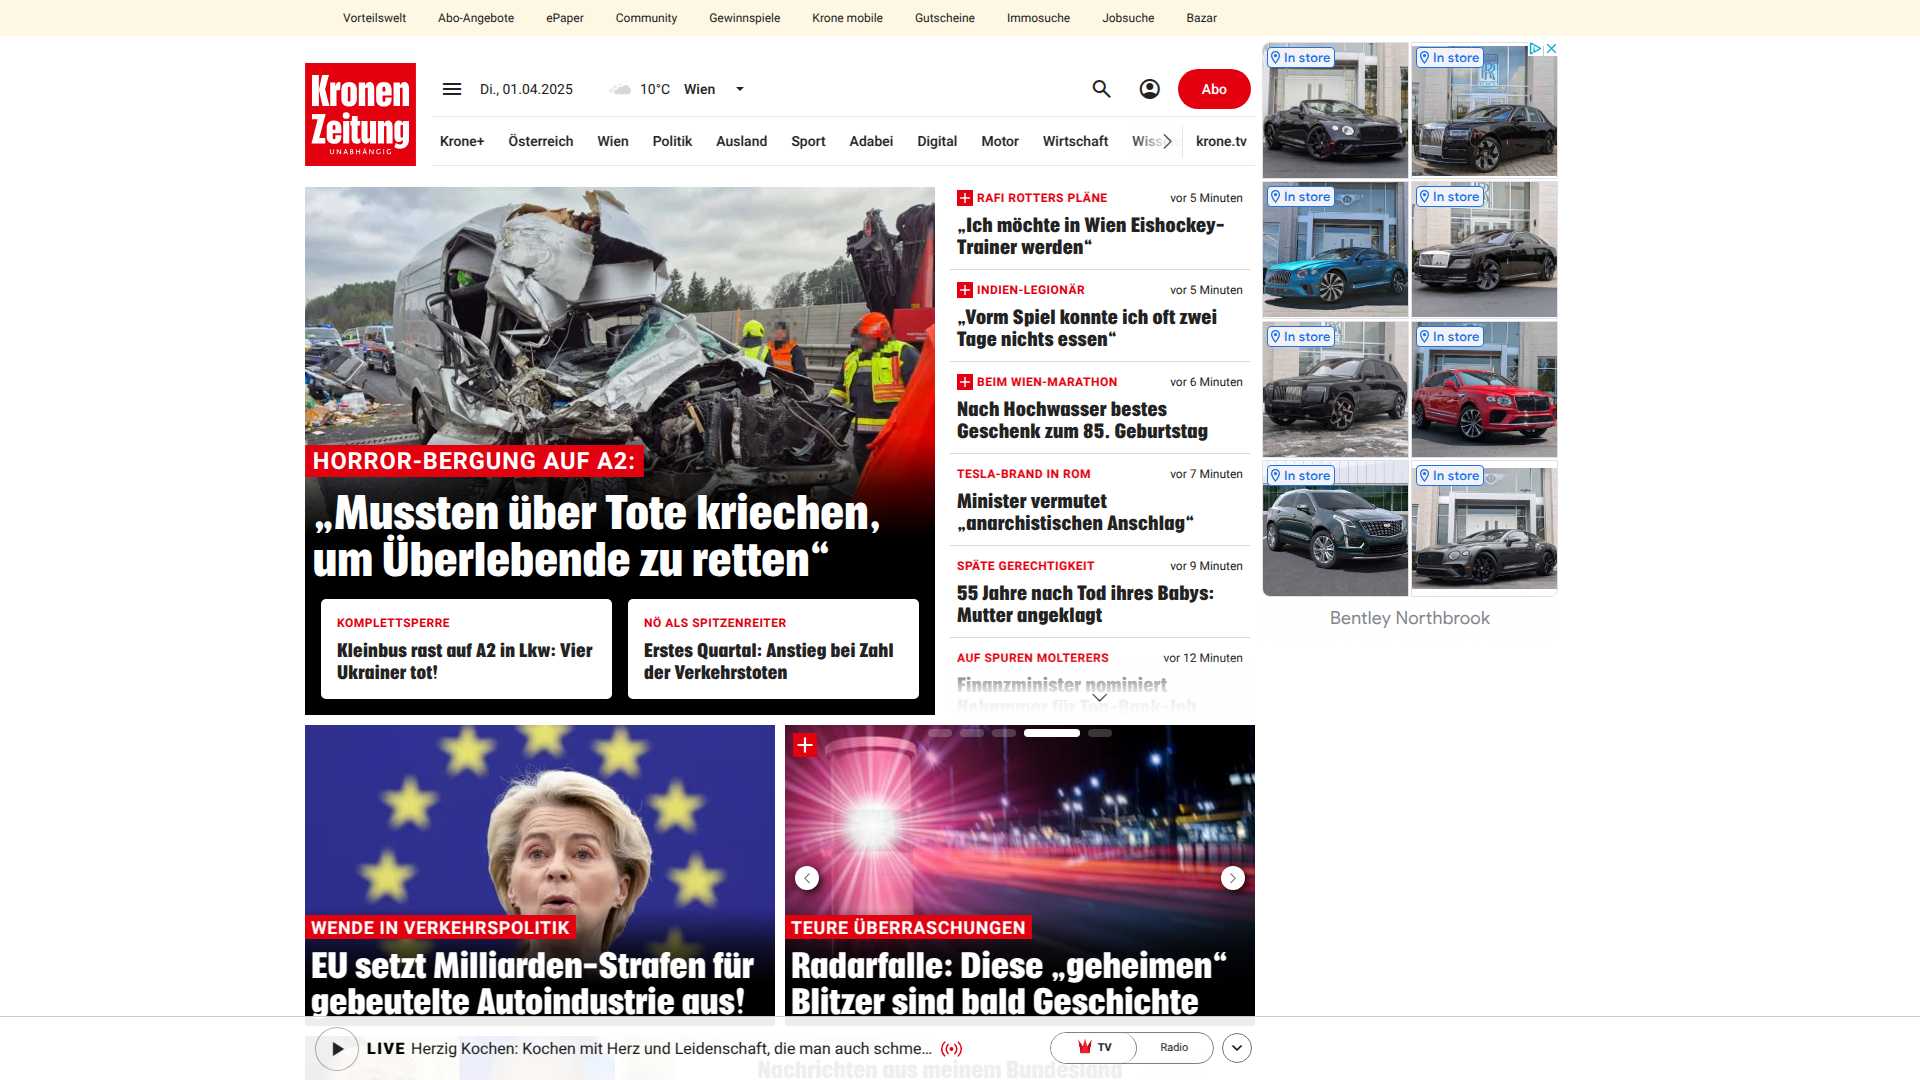 Vorteilswelt Abo-Angebote ePaper Community Gewinnspiele Krone mobile Gutscheine Immosuche Jobsuche Bazar
Kronen
Zeitung
UNABHÄNGIG
Di., 01.04.2025 10°C Wien
Abo
Krone+ Österreich Wien Politik Ausland Sport Adabei Digital Motor Wirtschaft krone.tv
HORROR-BERGUNG AUF A2:
„Mussten über Tote kriechen,
um Überlebende zu retten“
KOMPLETTSPERRE
Kleinbus rast auf A2 in Lkw: Vier
Ukrainer tot!
NÖ ALS SPITZENREITER
Erstes Quartal: Anstieg bei Zahl
der Verkehrstoten
RAFI ROTTERS PLÄNE vor 5 Minuten
„Ich möchte in Wien Eishockey-
Trainer werden“
INDIEN-LEGIONÄR vor 5 Minuten
„Vorm Spiel konnte ich oft zwei
Tage nichts essen“
BEIM WIEN-MARATHON vor 6 Minuten
Nach Hochwasser bestes
Geschenk zum 85. Geburtstag
TESLA-BRAND IN ROM vor 7 Minuten
Minister vermutet
„anarchistischen Anschlag“
SPÄTE GERECHTIGKEIT vor 9 Minuten
55 Jahre nach Tod ihres Babys:
Mutter angeklagt
AUF SPUREN MOLTERERS vor 12 Minuten
Finanzminister nominiert
In store In store
In store In store
In store In store
In store In store
Bentley Northbrook
WENDE IN VERKEHRSPOLITIK
EU setzt Milliarden-Strafen für
gebeutelte Autoindustrie aus!
TEURE ÜBERRASCHUNGEN
Radarfalle: Diese „geheimen“
Blitzer sind bald Geschichte
LIVE Herzig Kochen: Kochen mit Herz und Leidenschaft, die man auch schme...
TV Radio
Nachrichten aus meinem Bundesland